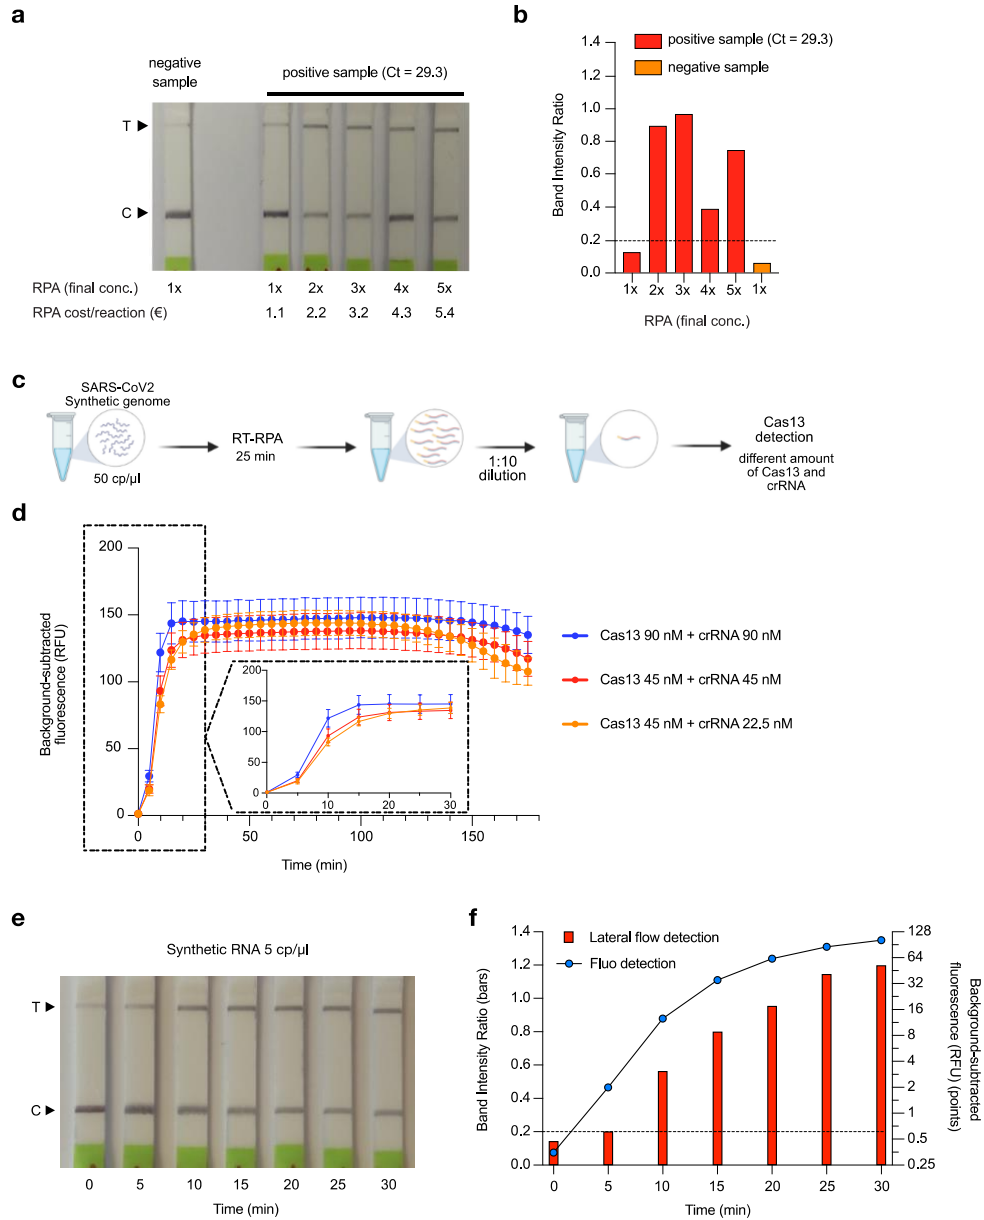 a
negative
sample
positive sample (Ct = 29.3)
T
C
RPA (final conc.) 1x 1x 2x 3x 4x 5x
RPA cost/reaction (€) 1.1 2.2 3.2 4.3 5.4
b
positive sample (Ct = 29.3)
negative sample
Band Intensity Ratio
1.4
1.2
1.0
0.8
0.6
0.4
0.2
0.0
1x 2x 3x 4x 5x 1x
RPA (final conc.)
c
SARS-CoV2
Synthetic genome
50 cp/µl
RT-RPA
25 min
1:10
dilution
Cas13
detection
different amount
of Cas13 and
crRNA
d
Background-subtracted
fluorescence (RFU)
200
150
100
50
0
0 50 100 150
Time (min)
200
150
100
50
0
0 10 20 30
Cas13 90 nM + crRNA 90 nM
Cas13 45 nM + crRNA 45 nM
Cas13 45 nM + crRNA 22.5 nM
e
Synthetic RNA 5 cp/µl
T
C
0 5 10 15 20 25 30
Time (min)
f
Lateral flow detection
Fluo detection
Band Intensity Ratio (bars)
1.4
1.2
1.0
0.8
0.6
0.4
0.2
0.0
128
64
32
16
8
4
2
1
0.5
0.25
Background-subtracted
fluorescence (RFU) (points)
0 5 10 15 20 25 30
Time (min)